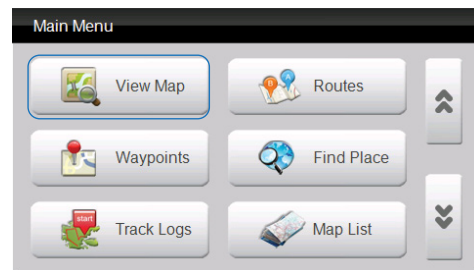 Main Menu
View Map
Routes
Waypoints
Find Place
start
Track Logs
Map List